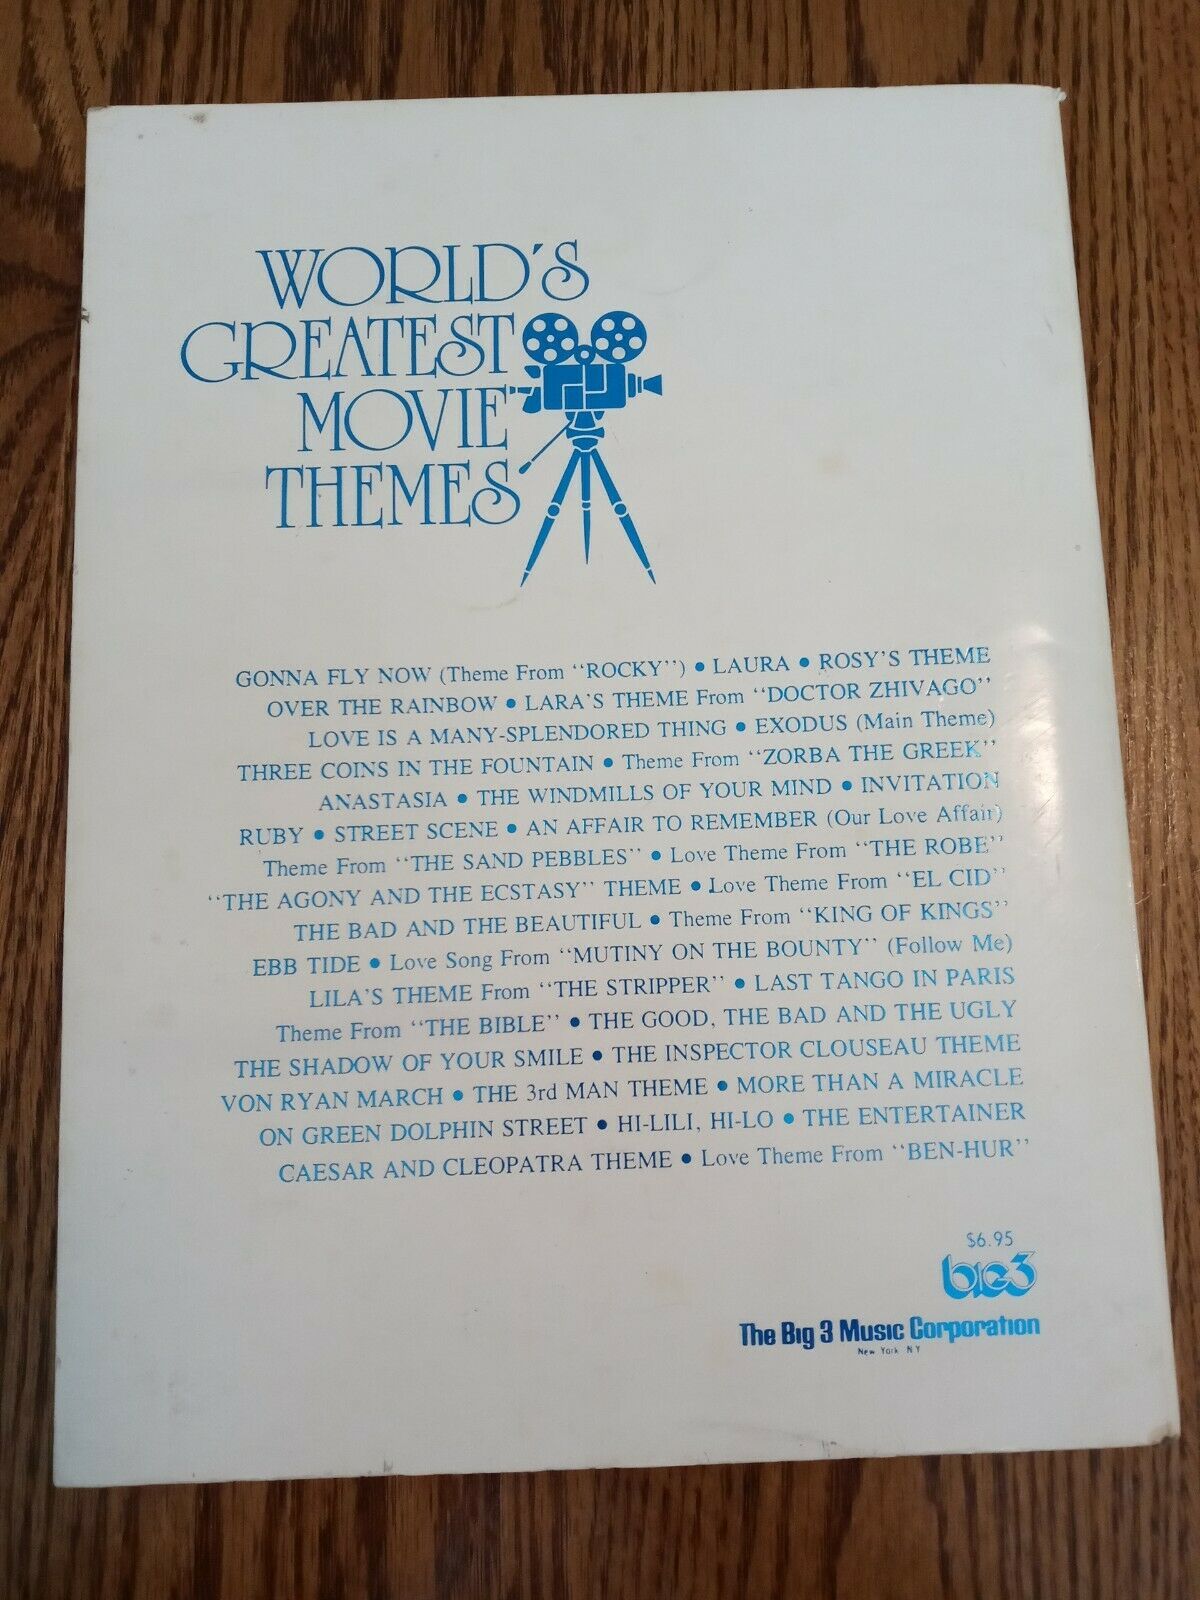 WORLD'S
GREATEST
MOVIE
THEMES
GONNA FLY NOW (Theme From "ROCKY") • LAURA • ROSY'S THEME
OVER THE RAINBOW • LARA'S THEME From "DOCTOR ZHIVAGO"
LOVE IS A MANY-SPLENDORED THING • EXODUS (Main Theme)
THREE COINS IN THE FOUNTAIN • Theme From "ZORBA THE GREEK"
ANASTASIA • THE WINDMILLS OF YOUR MIND • INVITATION
RUBY • STREET SCENE • AN AFFAIR TO REMEMBER (Our Love Affair)
Theme From "THE SAND PEBBLES" • Love Theme From "THE ROBE"
"THE AGONY AND THE ECSTASY" THEME • Love Theme From "EL CID"
THE BAD AND THE BEAUTIFUL • Theme From "KING OF KINGS"
EBB TIDE • Love Song From "MUTINY ON THE BOUNTY" (Follow Me)
LILA'S THEME From "THE STRIPPER" • LAST TANGO IN PARIS
Theme From "THE BIBLE" • THE GOOD, THE BAD AND THE UGLY
THE SHADOW OF YOUR SMILE • THE INSPECTOR CLOUSEAU THEME
VON RYAN MARCH • THE 3rd MAN THEME • MORE THAN A MIRACLE
ON GREEN DOLPHIN STREET • HI-LILI, HI-LO • THE ENTERTAINER
CAESAR AND CLEOPATRA THEME • Love Theme From "BEN-HUR"
$6.95
big3
The Big 3 Music Corporation
New York NY